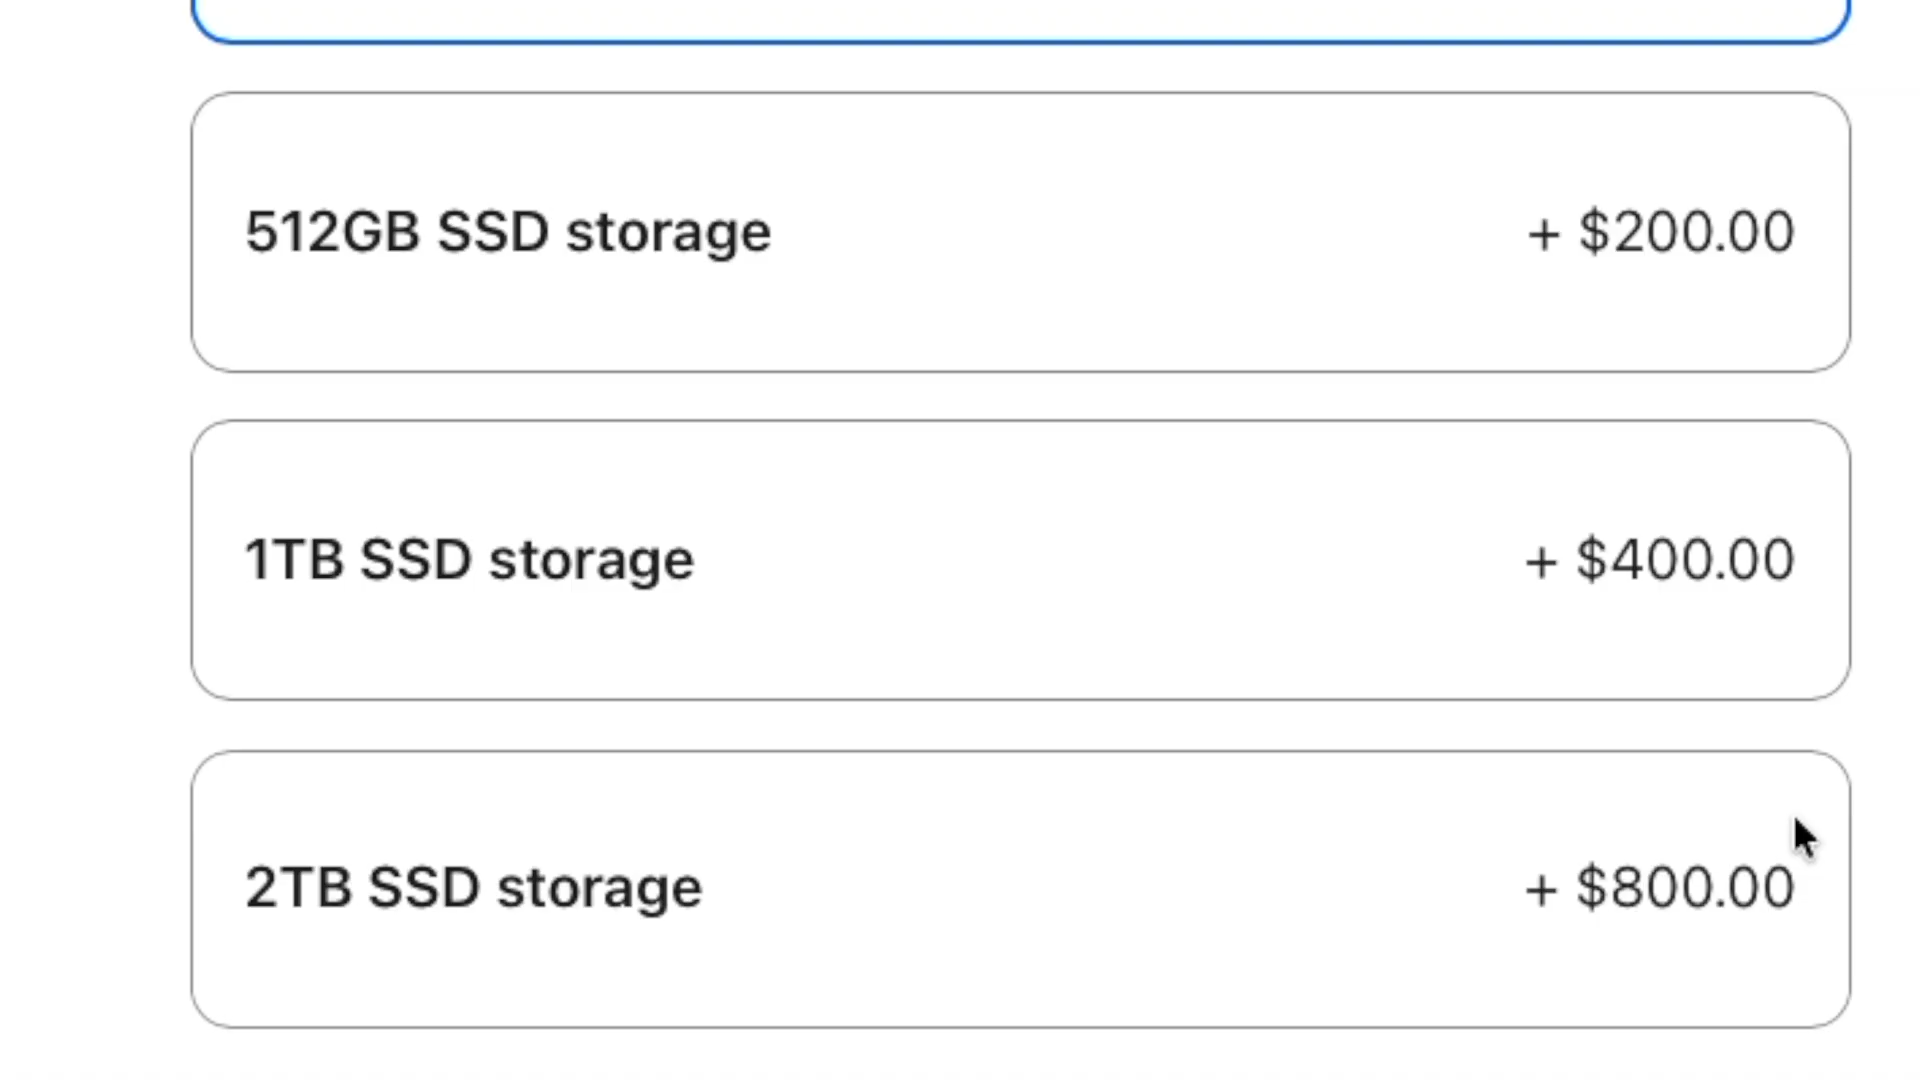 512GB SSD storage + $200.00
1TB SSD storage + $400.00
2TB SSD storage + $800.00